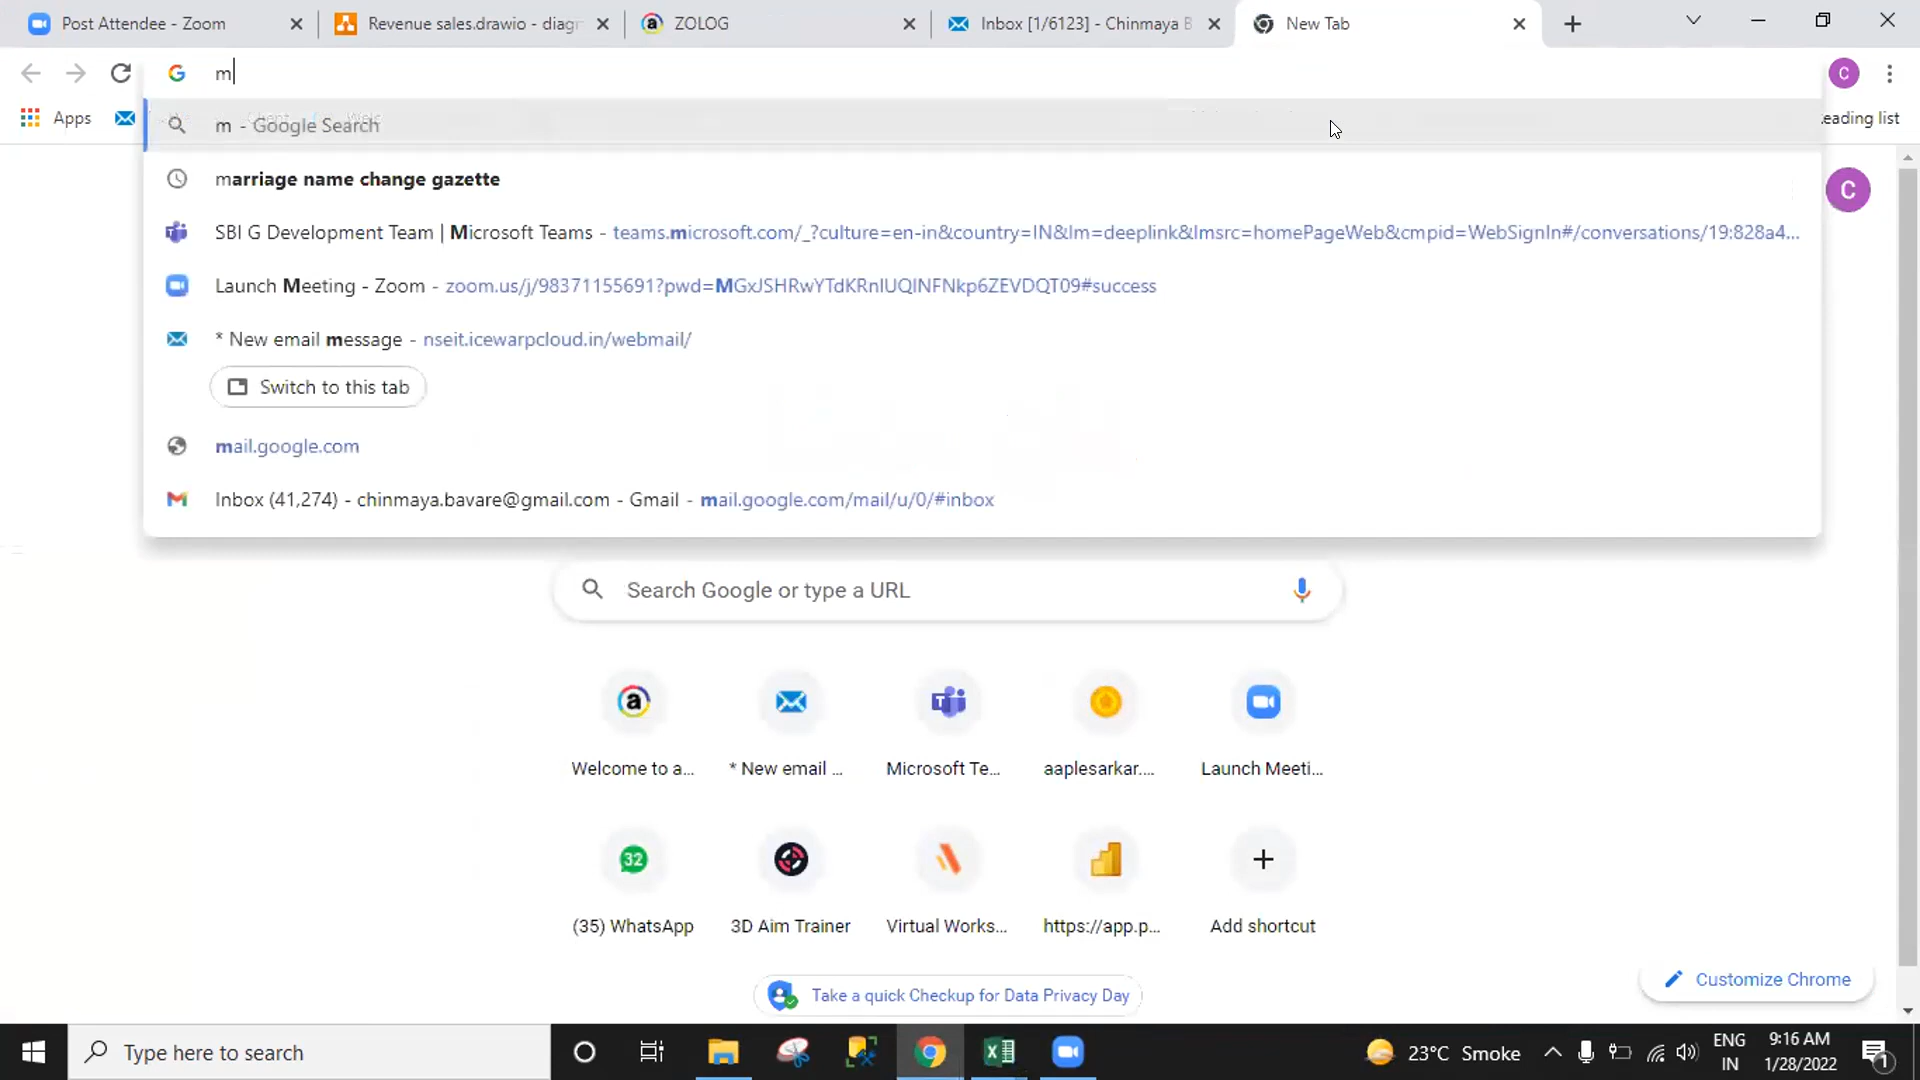 Post Attendee - Zoom
Revenue sales.drawio - diag
ZOLOG
Inbox [1/6123] - Chinmaya B
New Tab
m
C
Apps
eading list
m - Google Search
marriage name change gazette
C
SBI G Development Team | Microsoft Teams - teams.microsoft.com/_?culture=en-in&country=IN&lm=deeplink&lmsrc=homePageWeb&cmpid=WebSignIn#/conversations/19:828a4...
Launch Meeting - Zoom - zoom.us/j/98371155691?pwd=MGxJSHRwYTdKRnlUQlNFNkp6ZEVDQT09#success
* New email message - nseit.icewarpcloud.in/webmail/
Switch to this tab
mail.google.com
Inbox (41,274) - chinmaya.bavare@gmail.com - Gmail - mail.google.com/mail/u/0/#inbox
Search Google or type a URL
Welcome to a...
* New email ...
Microsoft Te...
aaplesarkar....
Launch Meeti...
32
(35) WhatsApp
3D Aim Trainer
Virtual Works...
https://app.p...
Add shortcut
Customize Chrome
Take a quick Checkup for Data Privacy Day
Type here to search
23°C Smoke
ENG
IN
9:16 AM
1/28/2022
1